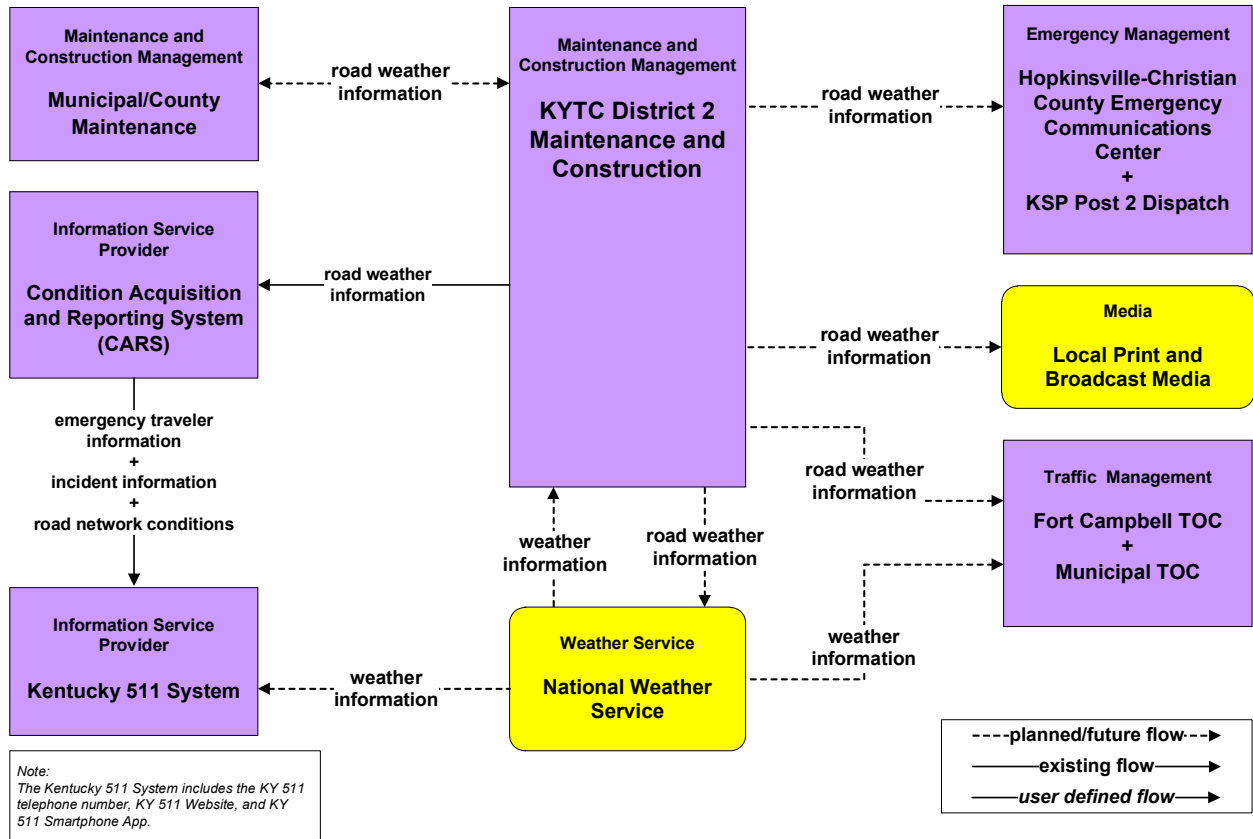 Maintenance and
Construction Management
Municipal/County
Maintenance
road weather
information
Maintenance and
Construction Management
KYTC District 2
Maintenance and
Construction
road weather
information
Emergency Management
Hopkinsville-Christian
County Emergency
Communications
Center
+
KSP Post 2 Dispatch
Information Service
Provider
Condition Acquisition
and Reporting System
(CARS)
road weather
information
road weather
information
Media
Local Print and
Broadcast Media
emergency traveler
information
+
incident information
+
road network conditions
road weather
information
Traffic Management
Fort Campbell TOC
+
Municipal TOC
weather
information
road weather
information
Information Service
Provider
Kentucky 511 System
weather
information
Weather Service
National Weather
Service
weather
information
Note:
The Kentucky 511 System includes the KY 511
telephone number, KY 511 Website, and KY
511 Smartphone App.
planned/future flow
existing flow
user defined flow